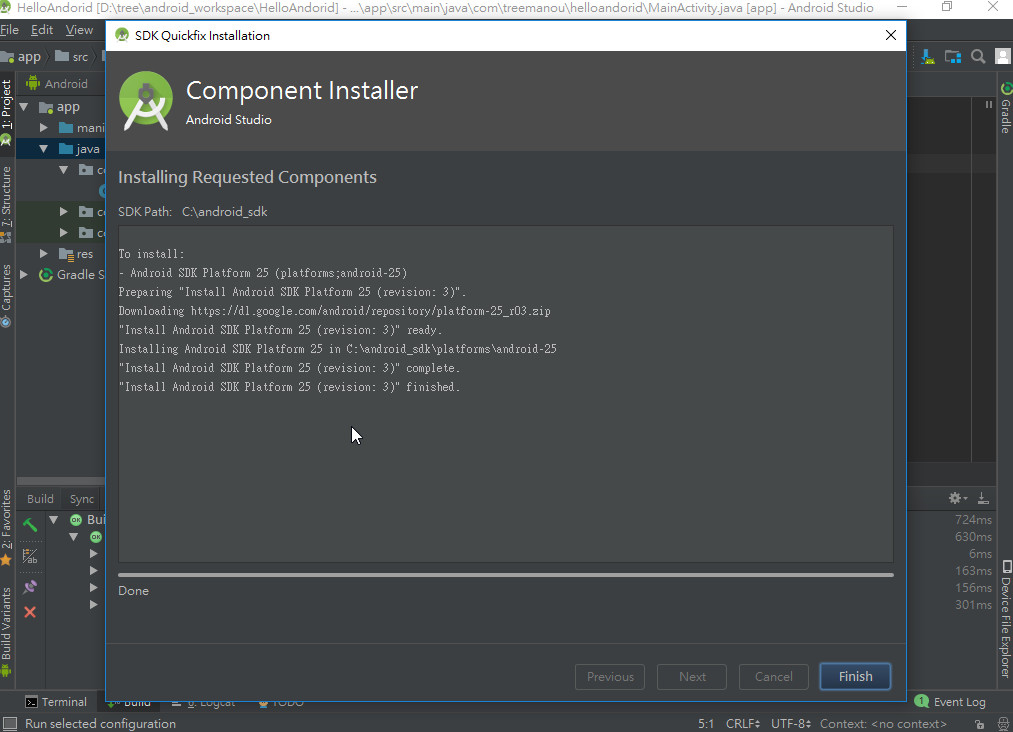 HelloAndorid [D:\tree\android_workspace\HelloAndorid] - ...\app\src\main\java\com\treemanou\helloandorid\MainActivity.java [app] - Android Studio
File Edit View
SDK Quickfix Installation
app src
Component Installer
Android Studio
Android
1: Project
app
mani
java
res
Gradle S
7: Structure
Captures
2: Favorites
Build Variants
Gradle
Device File Explorer
Installing Requested Components
SDK Path: C:\android_sdk
To install:
- Android SDK Platform 25 (platforms;android-25)
Preparing "Install Android SDK Platform 25 (revision: 3)".
Downloading https://dl.google.com/android/repository/platform-25_r03.zip
"Install Android SDK Platform 25 (revision: 3)" ready.
Installing Android SDK Platform 25 in C:\android_sdk\platforms\android-25
"Install Android SDK Platform 25 (revision: 3)" complete.
"Install Android SDK Platform 25 (revision: 3)" finished.
Done
Previous Next Cancel Finish
Build Sync
Bui
724ms
630ms
6ms
163ms
156ms
301ms
Terminal Build 6: Logcat TODO 1 Event Log
Run selected configuration 5:1 CRLF UTF-8 Context: <no context>